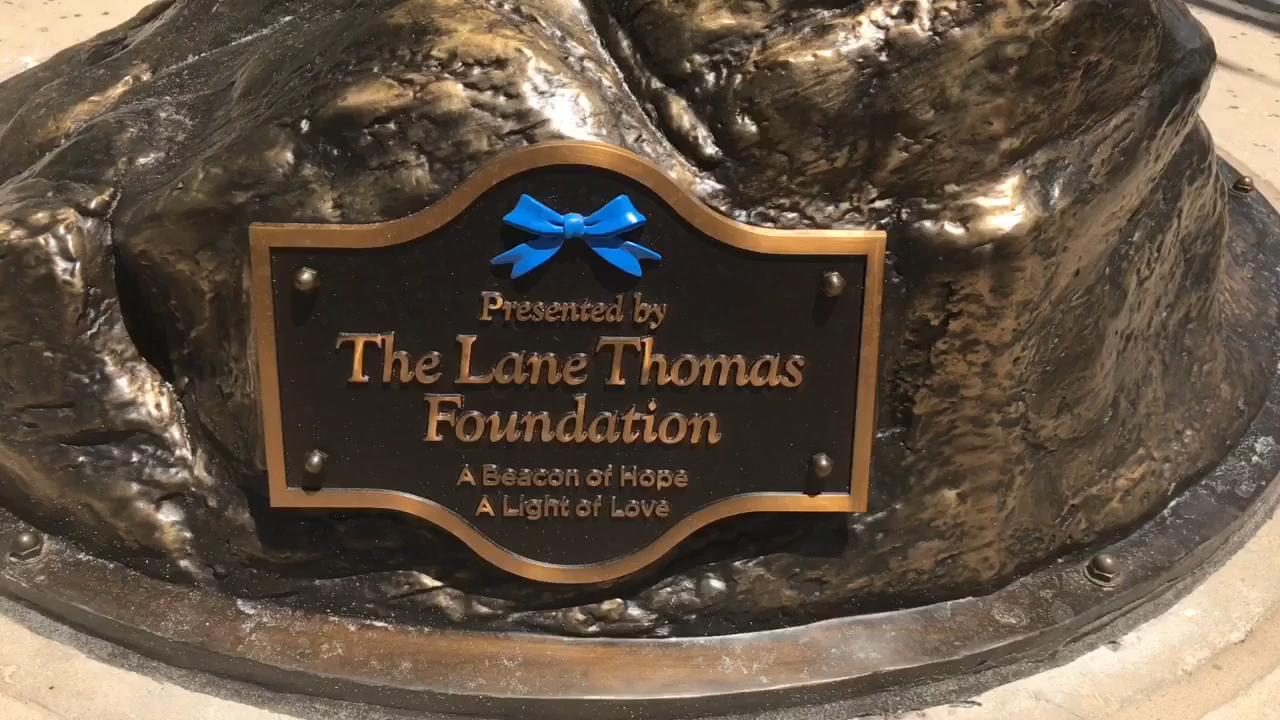 Presented by
The Lane Thomas
Foundation
A Beacon of Hope
A Light of Love